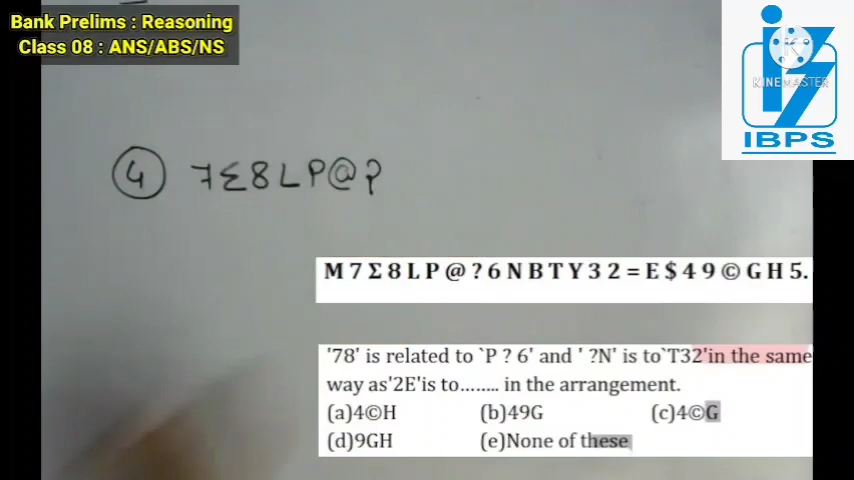 Bank Prelims : Reasoning
Class 08 : ANS/ABS/NS
KINEMASTER
IBPS
4 7Σ8LP@?
M 7 Σ 8 L P @ ? 6 N B T Y 3 2 = E $ 4 9 © G H 5.
'78' is related to `P ? 6' and ' ?N' is to`T32'in the same
way as'2E'is to........ in the arrangement.
(a)4©H (b)49G (c)4©G
(d)9GH (e)None of these